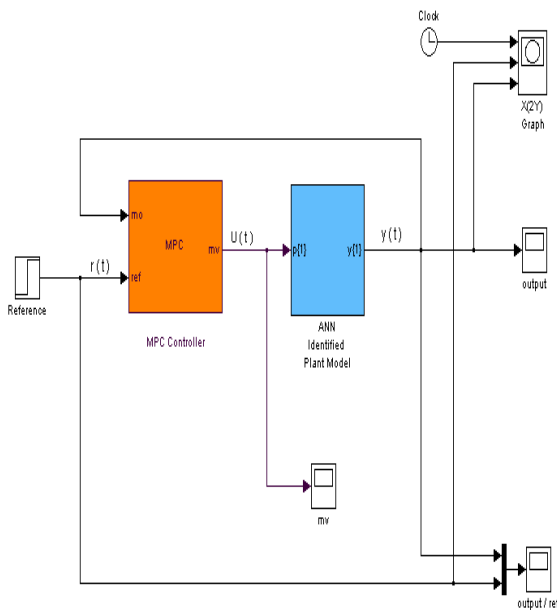 Clock
X(2Y)
Graph
mo
MPC
mv
ref
U(t)
p{1}
y{1}
y(t)
output
r(t)
Reference
MPC Controller
ANN
Identified
Plant Model
mv
output / ref